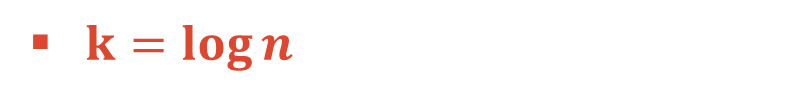 ▪ k = log n